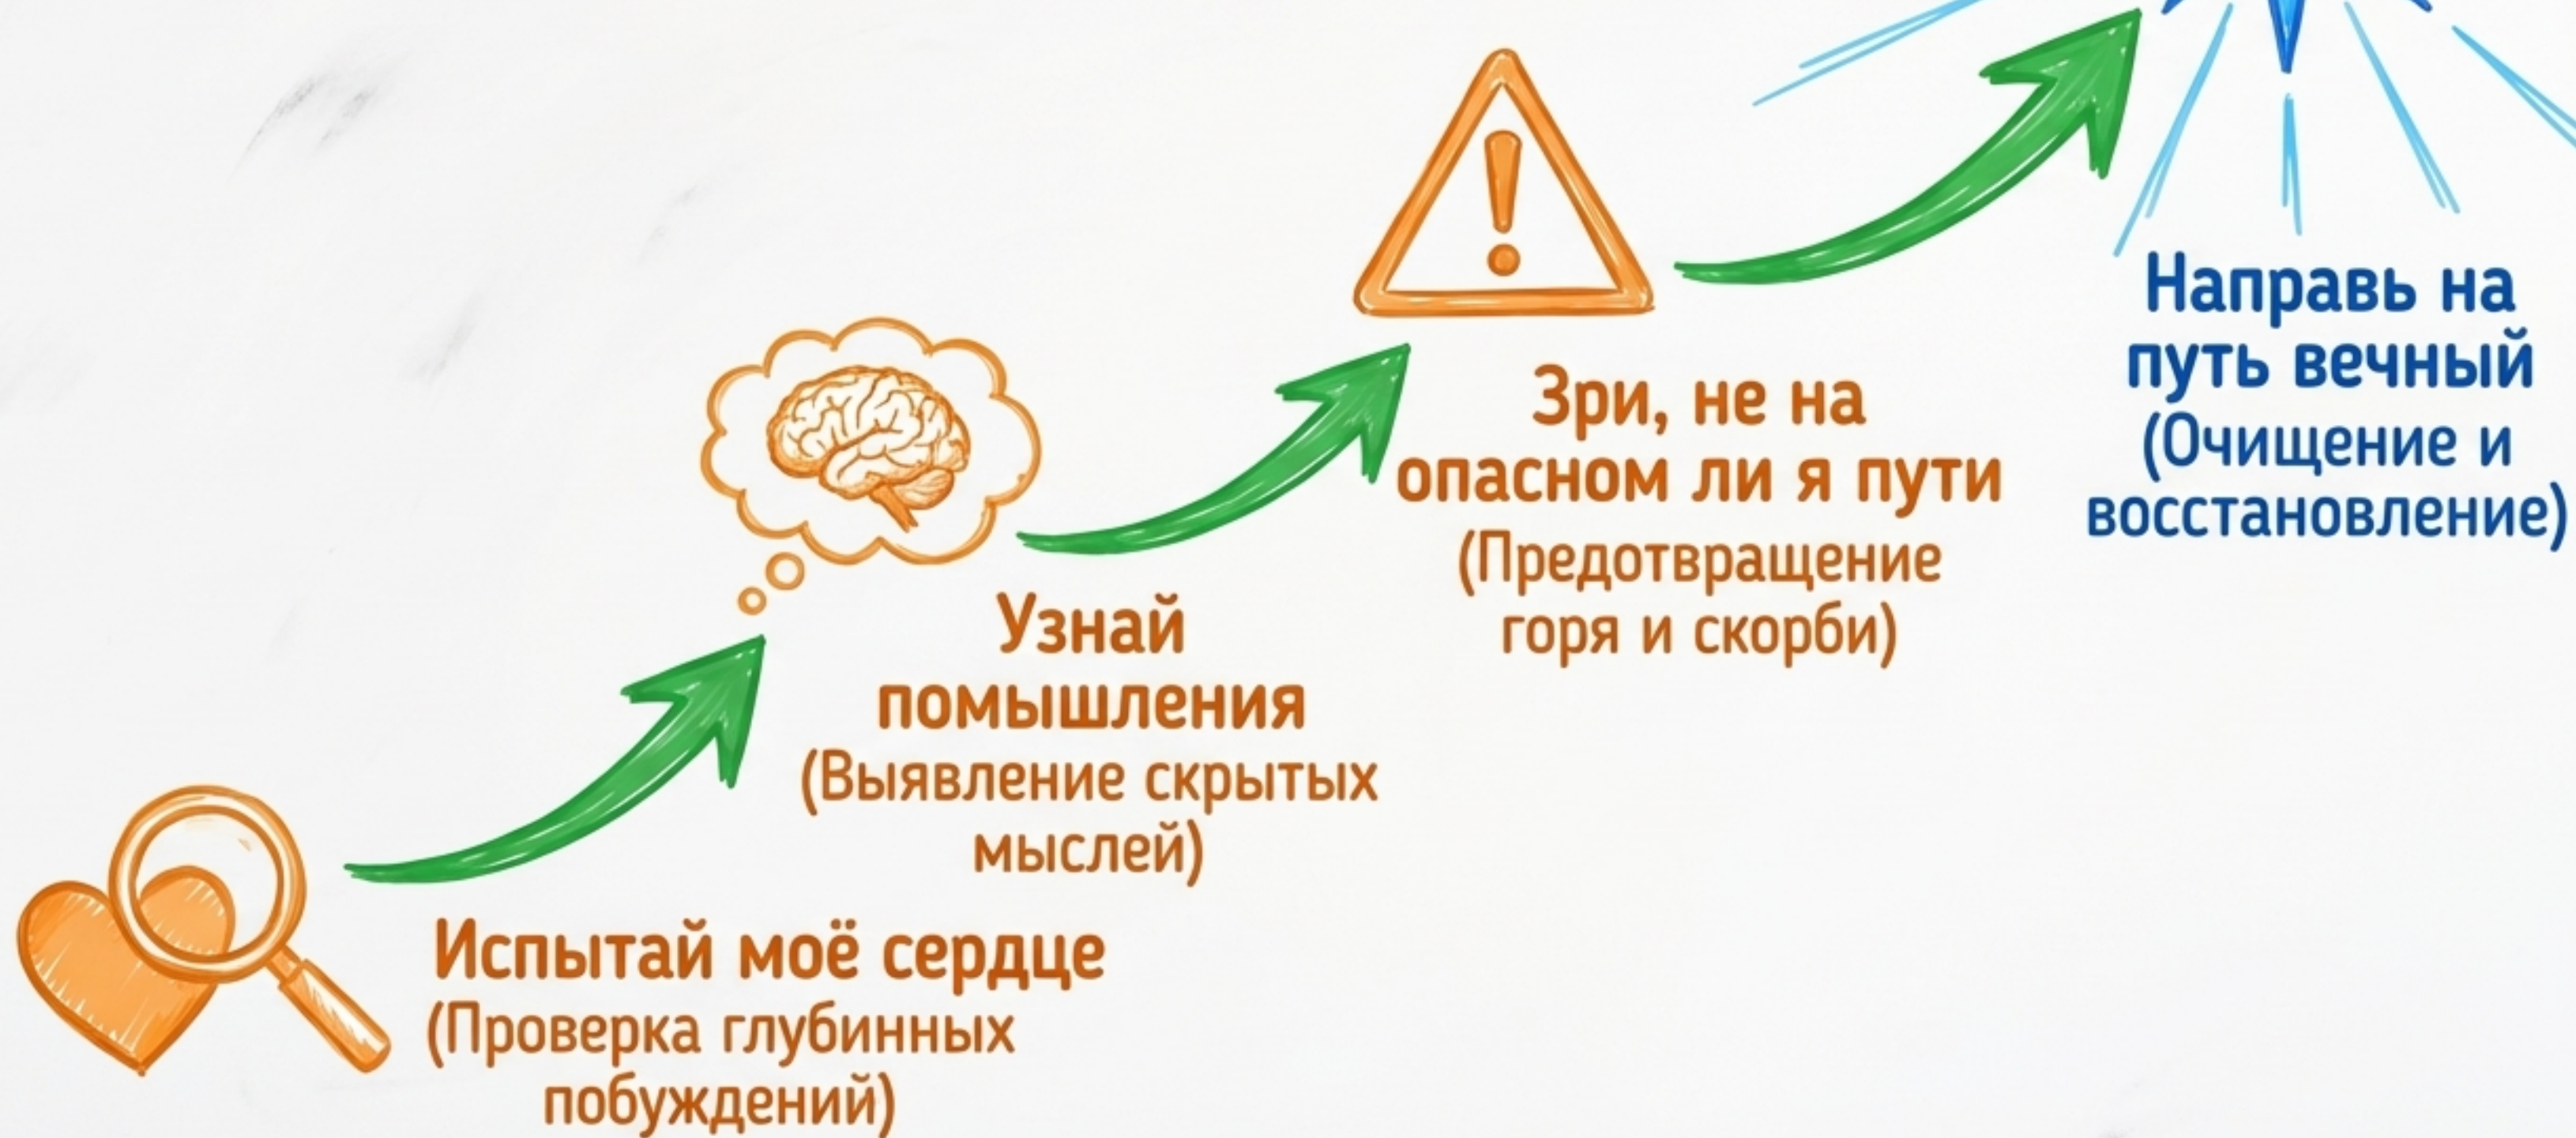 Испытай моё сердце
(Проверка глубинных
побуждений)
Узнай
помышления
(Выявление скрытых
мыслей)
Зри, не на
опасном ли я пути
(Предотвращение
горя и скорби)
Направь на
путь вечный
(Очищение и
восстановление)